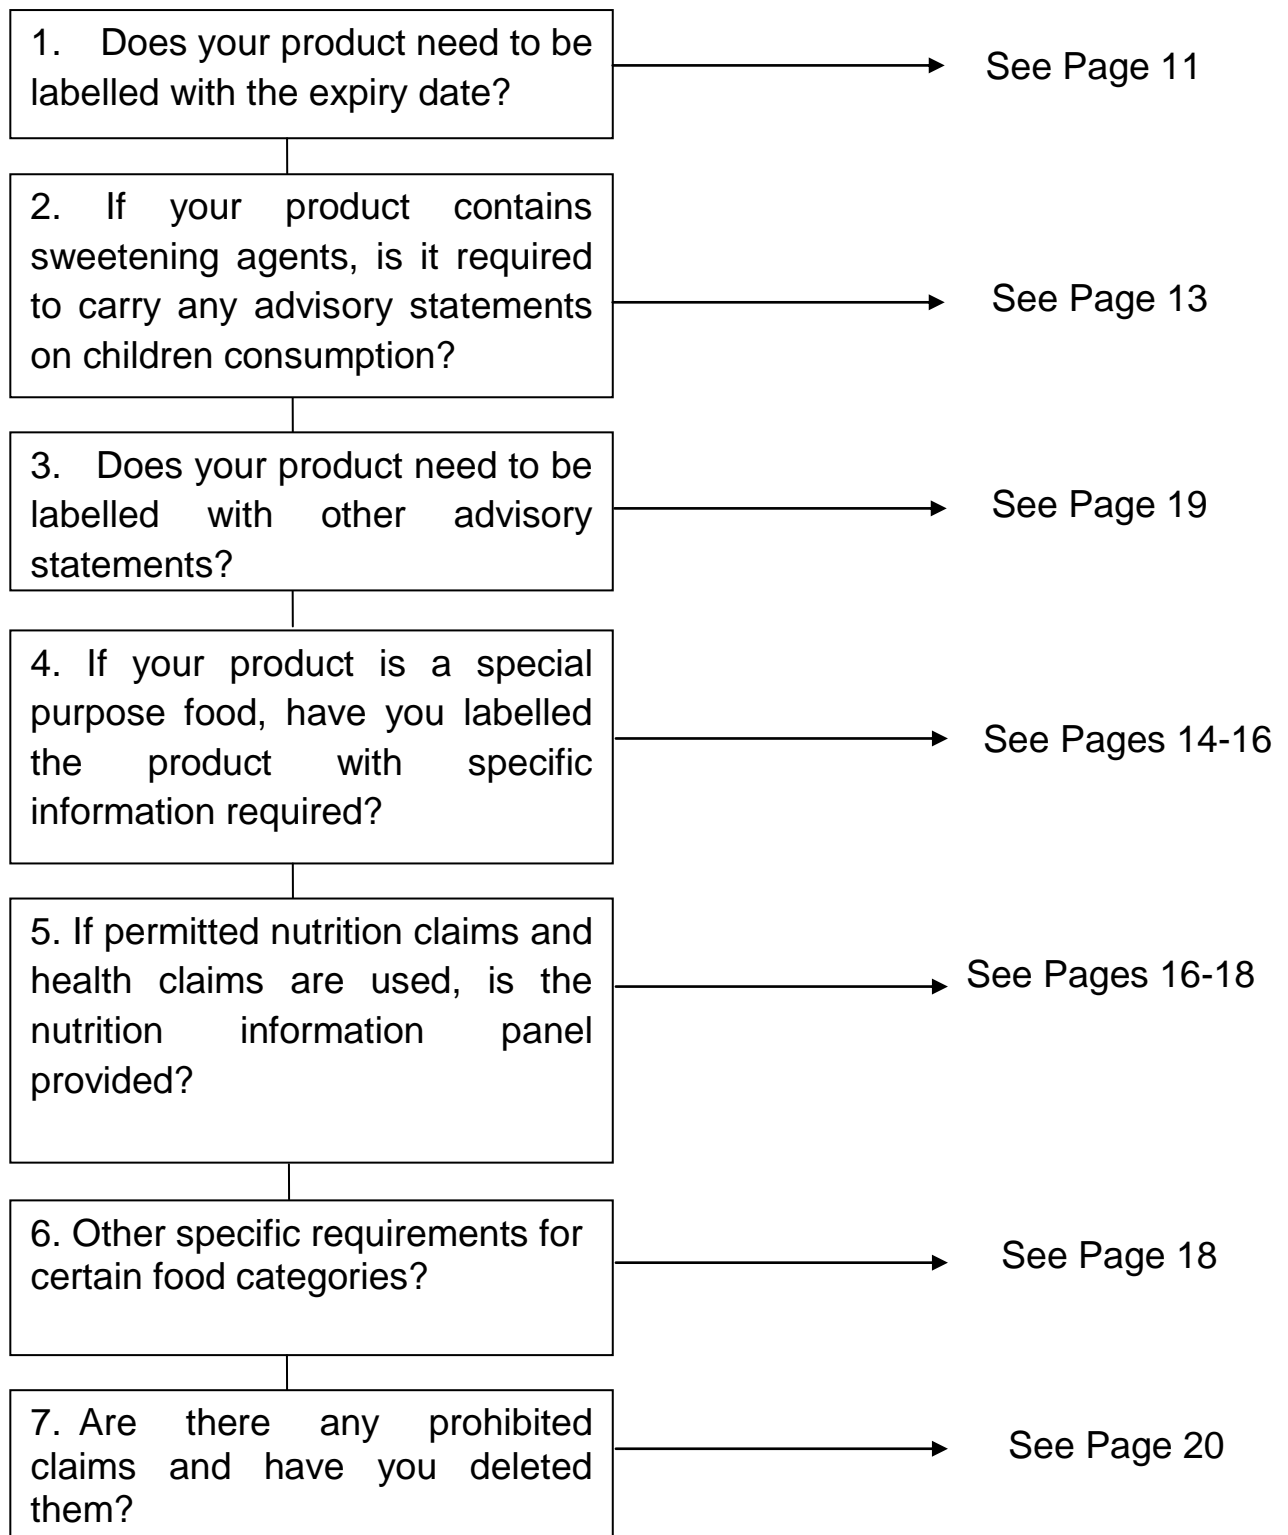 1. Does your product need to be
labelled with the expiry date?
See Page 11
2. If your product contains
sweetening agents, is it required
to carry any advisory statements
on children consumption?
See Page 13
3. Does your product need to be
labelled with other advisory
statements?
See Page 19
4. If your product is a special
purpose food, have you labelled
the product with specific
information required?
See Pages 14-16
5. If permitted nutrition claims and
health claims are used, is the
nutrition information panel
provided?
See Pages 16-18
6. Other specific requirements for
certain food categories?
See Page 18
7. Are there any prohibited
claims and have you deleted
them?
See Page 20